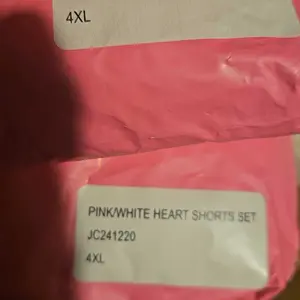 4XL
PINK/WHITE HEART SHORTS SET
JC241220
4XL